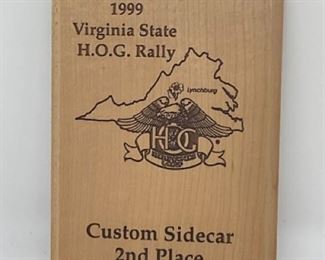 1999
Virginia State
H.O.G. Rally
Lynchburg
HOG
Custom Sidecar
2nd Place